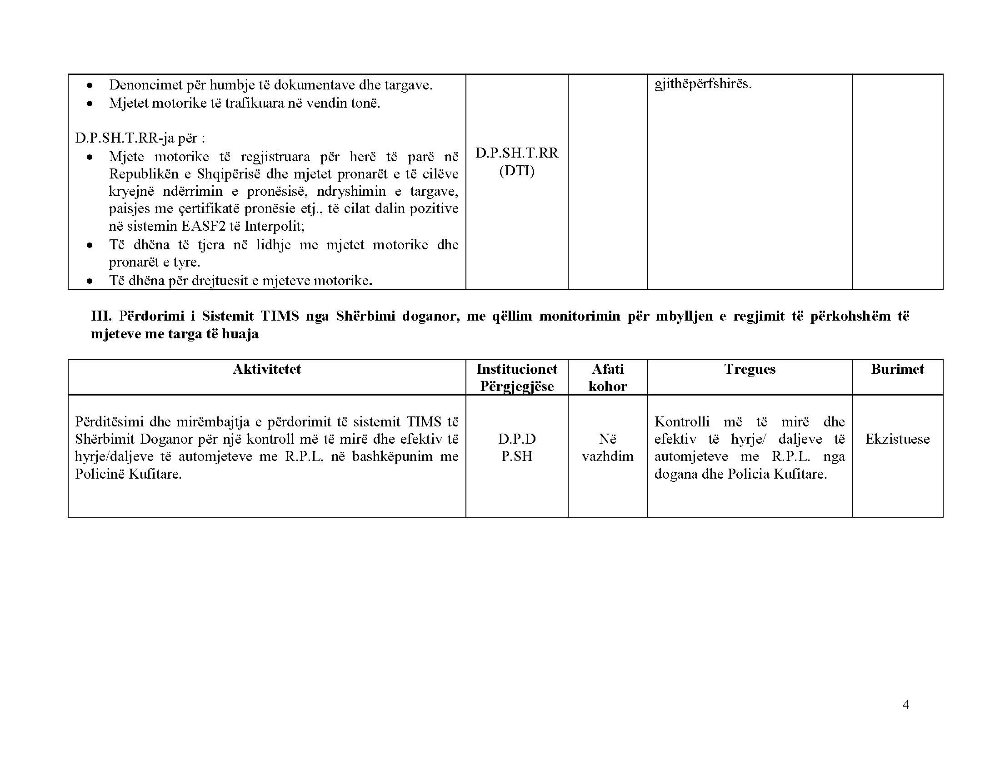 • Denoncimet për humbje të dokumentave dhe targave.
• Mjetet motorike të trafikuara në vendin tonë.
D.P.SH.T.RR-ja për :
• Mjete motorike të regjistruara për herë të parë në
Republikën e Shqipërisë dhe mjetet pronarët e të cilëve
kryejnë ndërrimin e pronësisë, ndryshimin e targave,
paisjes me çertifikatë pronësie etj., të cilat dalin pozitive
në sistemin EASF2 të Interpolit;
• Të dhëna të tjera në lidhje me mjetet motorike dhe
pronarët e tyre.
• Të dhëna për drejtuesit e mjeteve motorike.
D.P.SH.T.RR
(DTI)
gjithëpërfshirës.
III. Përdorimi i Sistemit TIMS nga Shërbimi doganor, me qëllim monitorimin për mbylljen e regjimit të përkohshëm të
mjeteve me targa të huaja
Aktivitetet
Institucionet
Përgjegjëse
Afati
kohor
Tregues
Burimet
Përditësimi dhe mirëmbajtja e përdorimit të sistemit TIMS të
Shërbimit Doganor për një kontroll më të mirë dhe efektiv të
hyrje/daljeve të automjeteve me R.P.L, në bashkëpunim me
Policinë Kufitare.
D.P.D
P.SH
Në
vazhdim
Kontrolli më të mirë dhe
efektiv të hyrje/ daljeve të
automjeteve me R.P.L. nga
dogana dhe Policia Kufitare.
Ekzistuese
4